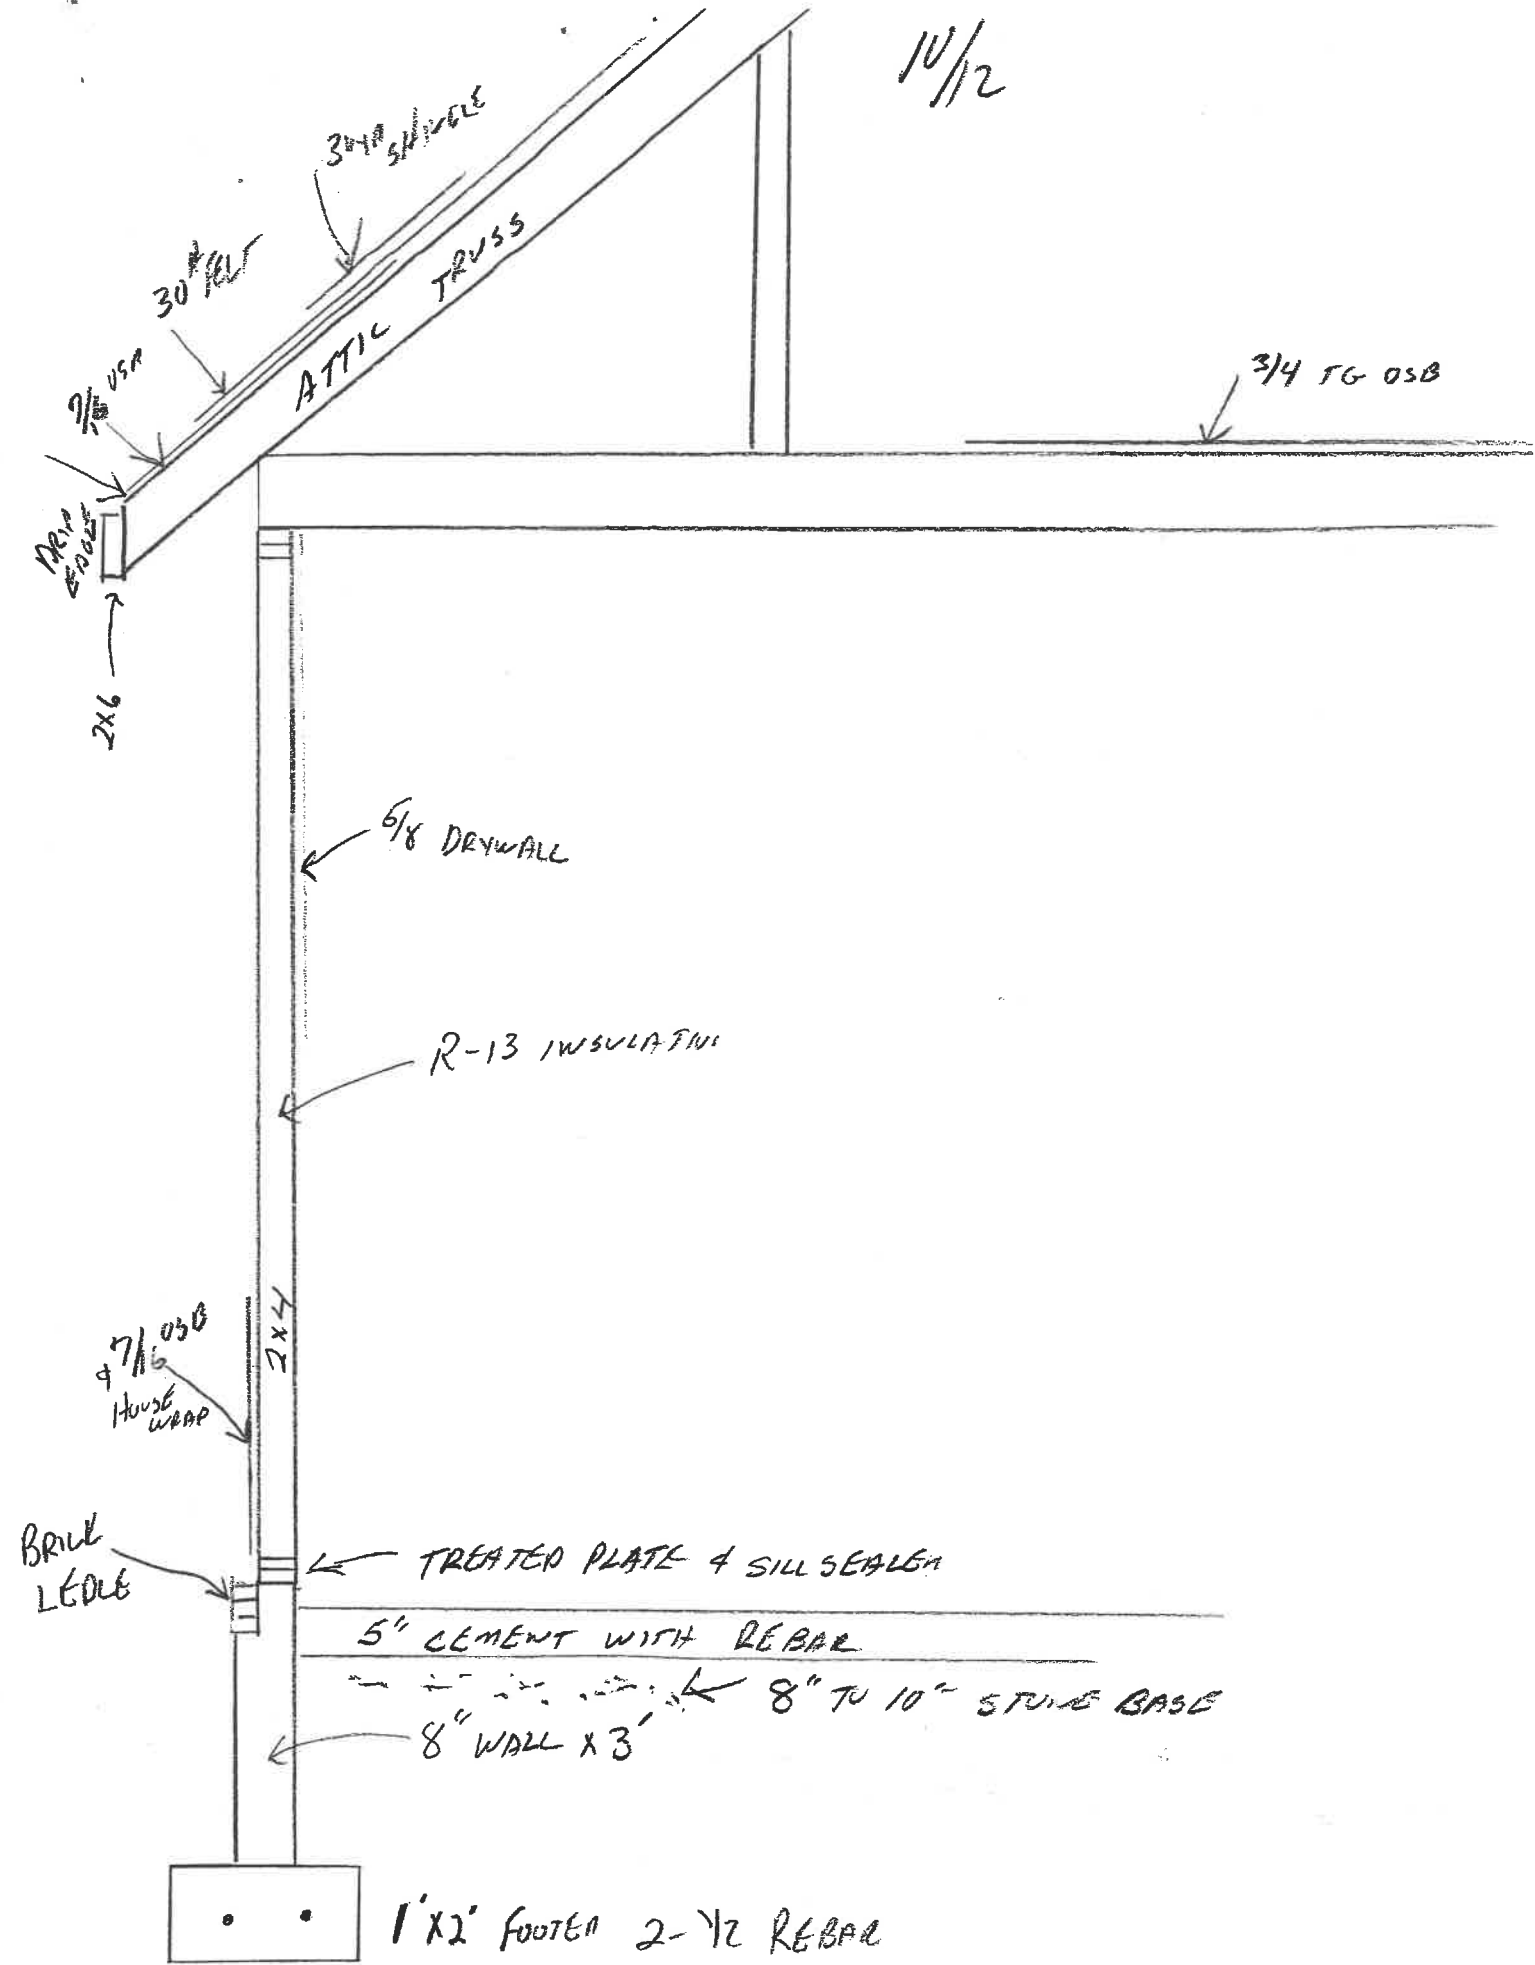 10/12
30 YR SHINGLE
30# FELT
7/16 OSB
ATTIC TRUSS
3/4 TG OSB
DRIP
EDGE
2x6
5/8 DRYWALL
R-13 INSULATION
2x4
7/16 OSB
& HOUSE
WRAP
BRICK
LEDGE
TREATED PLATE & SILL SEALER
5" CEMENT WITH REBAR
8" TO 10" STONE BASE
8" WALL x 3'
1'x2' FOOTER 2-1/2 REBAR